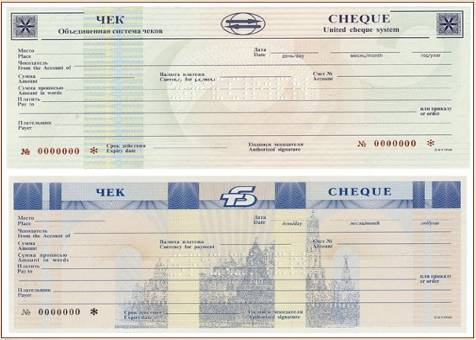 ЧЕК CHEQUE
Объединенная система чеков United cheque system
Место Дата
Place Date день/day месяц/month год/year
Чекодатель
From the Account of
Сумма Валюта платежа Счет №
Amount Currency for payment Account
Сумма прописью
Amount in words
Платить или приказу
Pay to or order
Плательщик
Payer
№ 0000000 * Срок действия Подписи чекодателя № 0000000 *
Expiry date Authorized signature
ЧЕК CHEQUE
Место Дата
Place Date день/day месяц/month год/year
Чекодатель
From the Account of
Сумма Валюта платежа Счет №
Amount Currency for payment Account
Сумма прописью
Amount in words
Платить или приказу
Pay to or order
Плательщик
Payer
№ 0000000 * Срок действия Подписи чекодателя
Expiry date Authorized signature